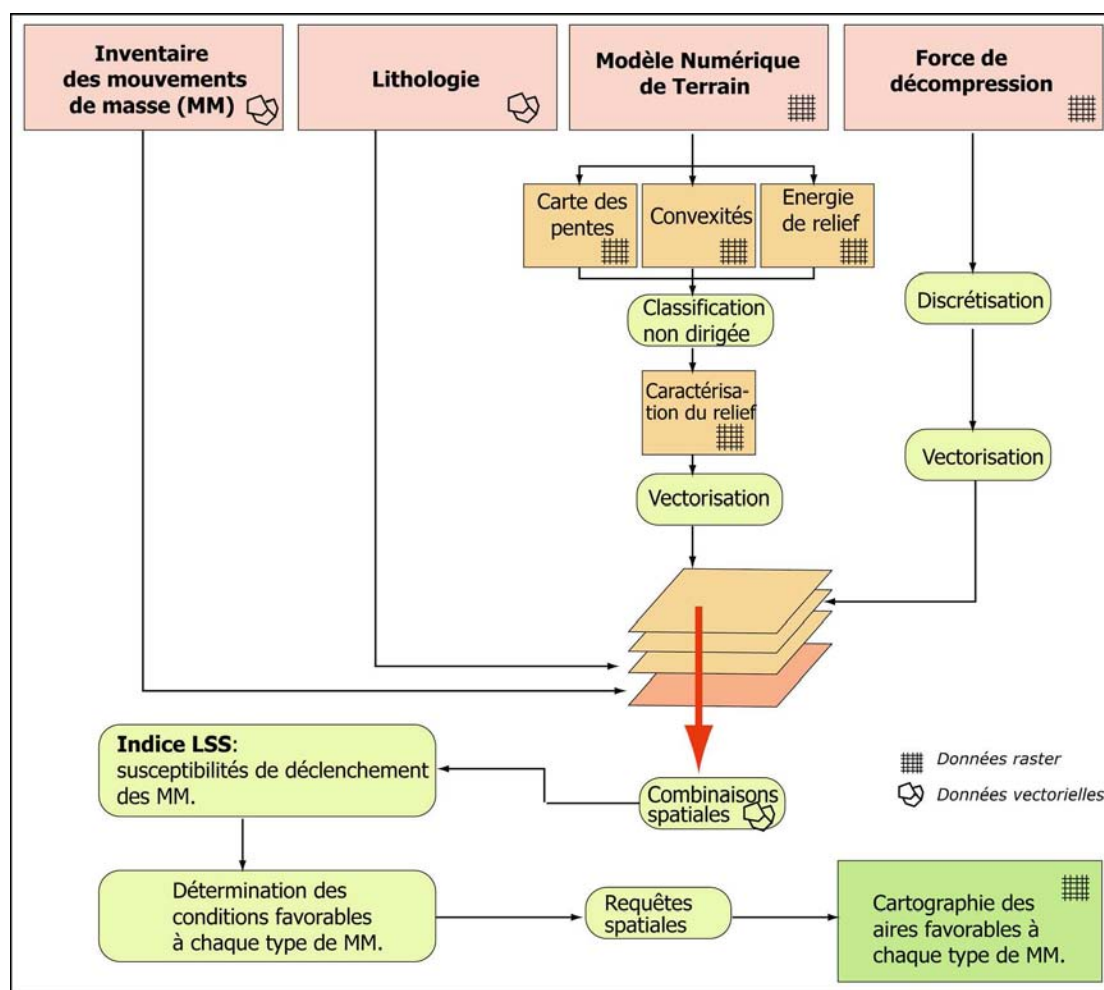 Inventaire
des mouvements
de masse (MM)
Lithologie
Modèle Numérique
de Terrain
Force de
décompression
Carte des
pentes
Convexités
Energie
de relief
Classification
non dirigée
Discrétisation
Caractérisa-
tion du relief
Vectorisation
Vectorisation
Indice LSS:
susceptibilités de déclenchement
des MM.
Combinaisons
spatiales
Données raster
Données vectorielles
Détermination des
conditions favorables
à chaque type de MM.
Requêtes
spatiales
Cartographie des
aires favorables à
chaque type de MM.